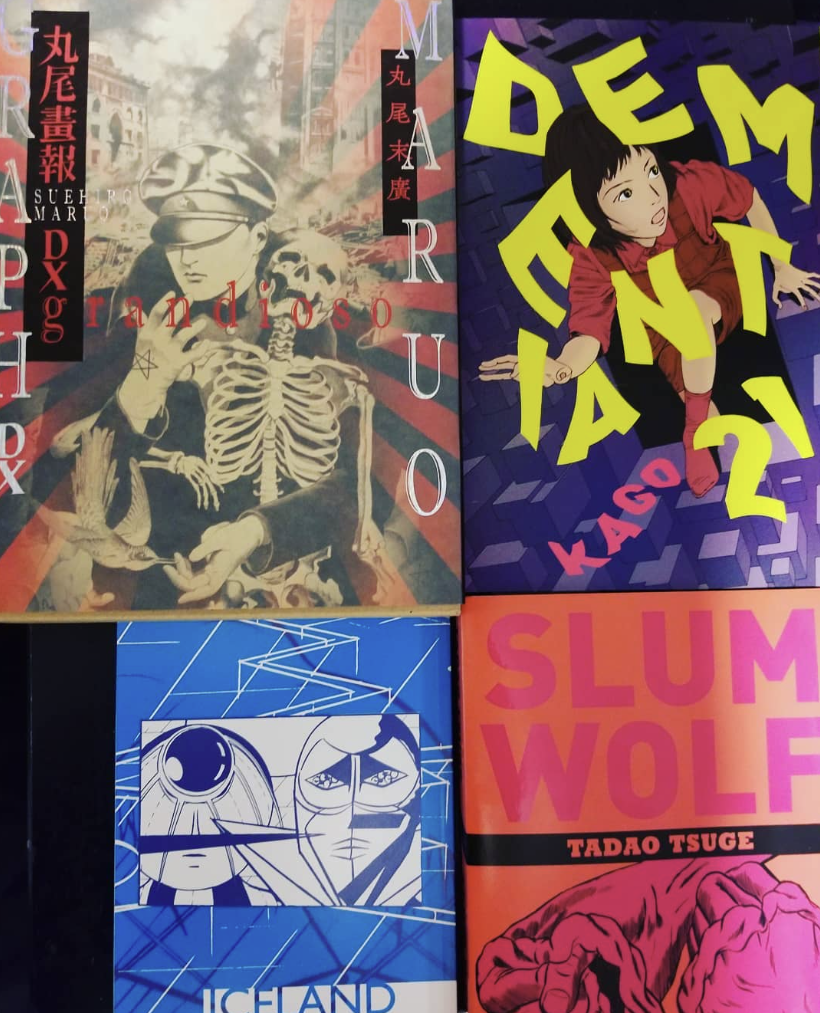 GRAPH DX
丸尾畫報
SUEHIRO
MARUO
DX
grandioso
丸尾末廣
MARUO
DEMENTIA 21
KAGO
ICELAND
SLUM
WOLF
TADAO TSUGE